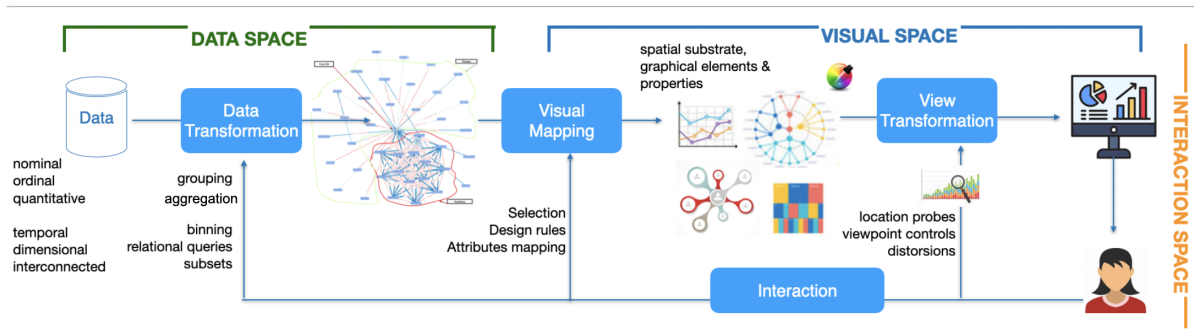 DATA SPACE
VISUAL SPACE
INTERACTION SPACE
Data
nominal
ordinal
quantitative
temporal
dimensional
interconnected
Data
Transformation
grouping
aggregation
binning
relational queries
subsets
Visual
Mapping
Selection
Design rules
Attributes mapping
spatial substrate,
graphical elements &
properties
View
Transformation
location probes
viewpoint controls
distorsions
Interaction